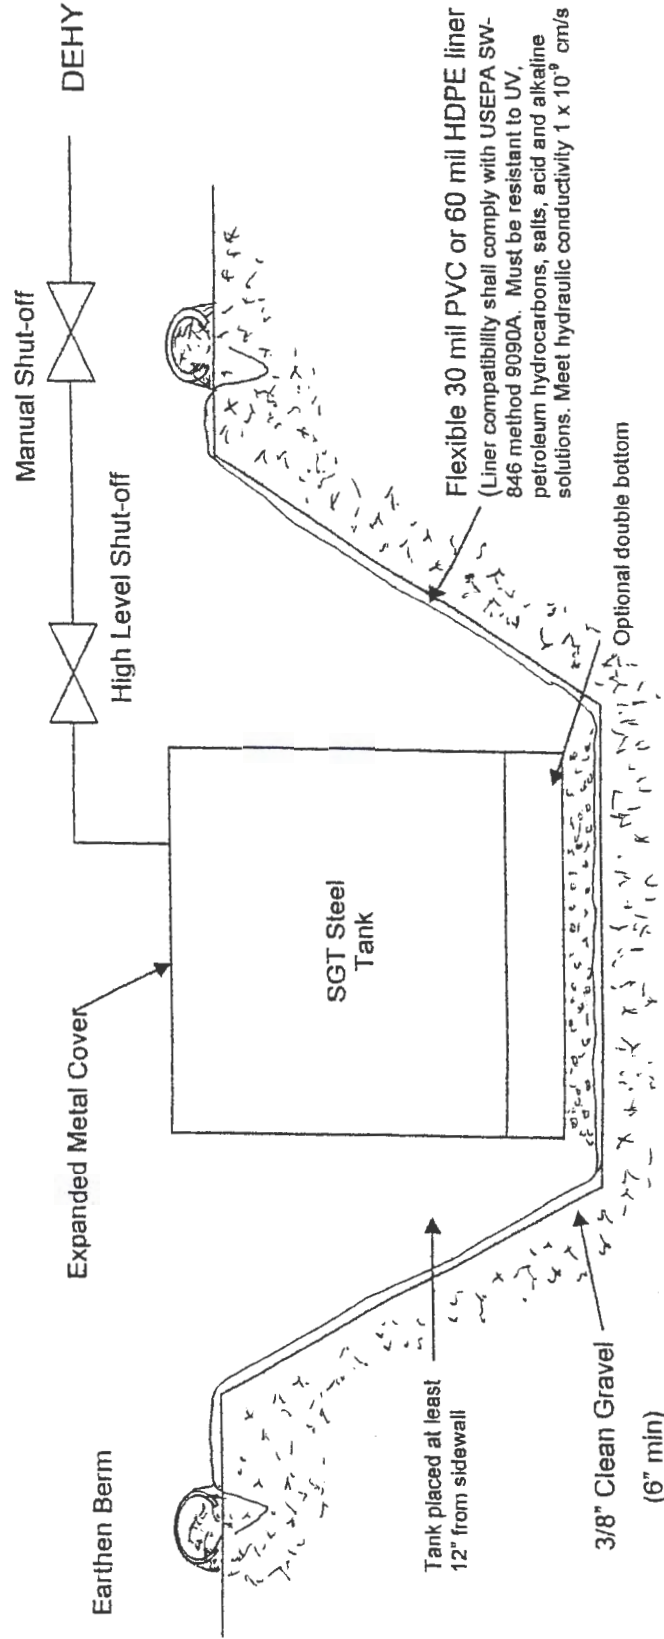 DEHY
Manual Shut-off
High Level Shut-off
Expanded Metal Cover
Earthen Berm
SGT Steel
Tank
Flexible 30 mil PVC or 60 mil HDPE liner
(Liner compatibility shall comply with USEPA SW-
846 method 9090A. Must be resistant to UV,
petroleum hydrocarbons, salts, acid and alkaline
solutions. Meet hydraulic conductivity 1 x 10⁻⁹ cm/s
Optional double bottom
Tank placed at least
12" from sidewall
3/8" Clean Gravel
(6" min)